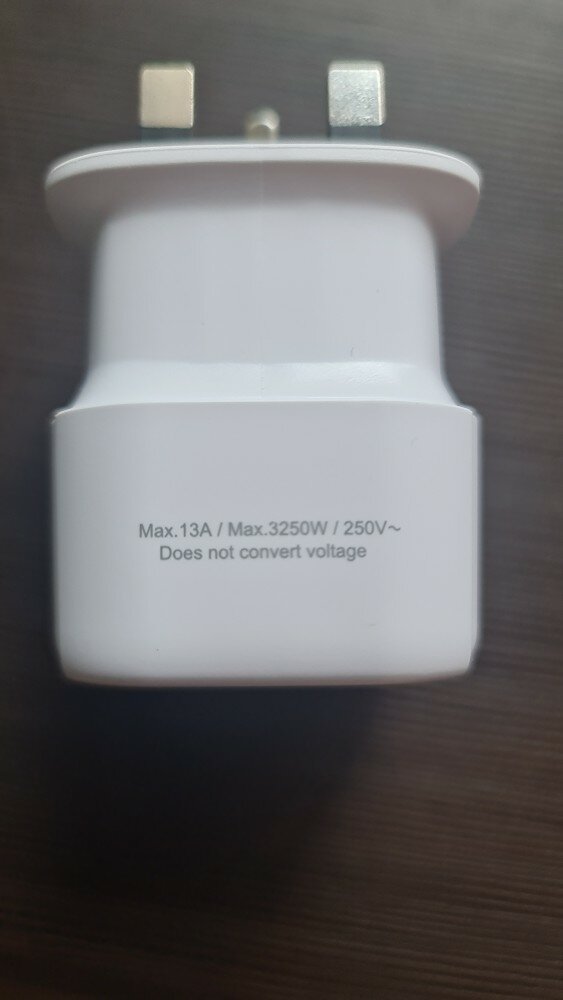 Max.13A / Max.3250W / 250V~
Does not convert voltage